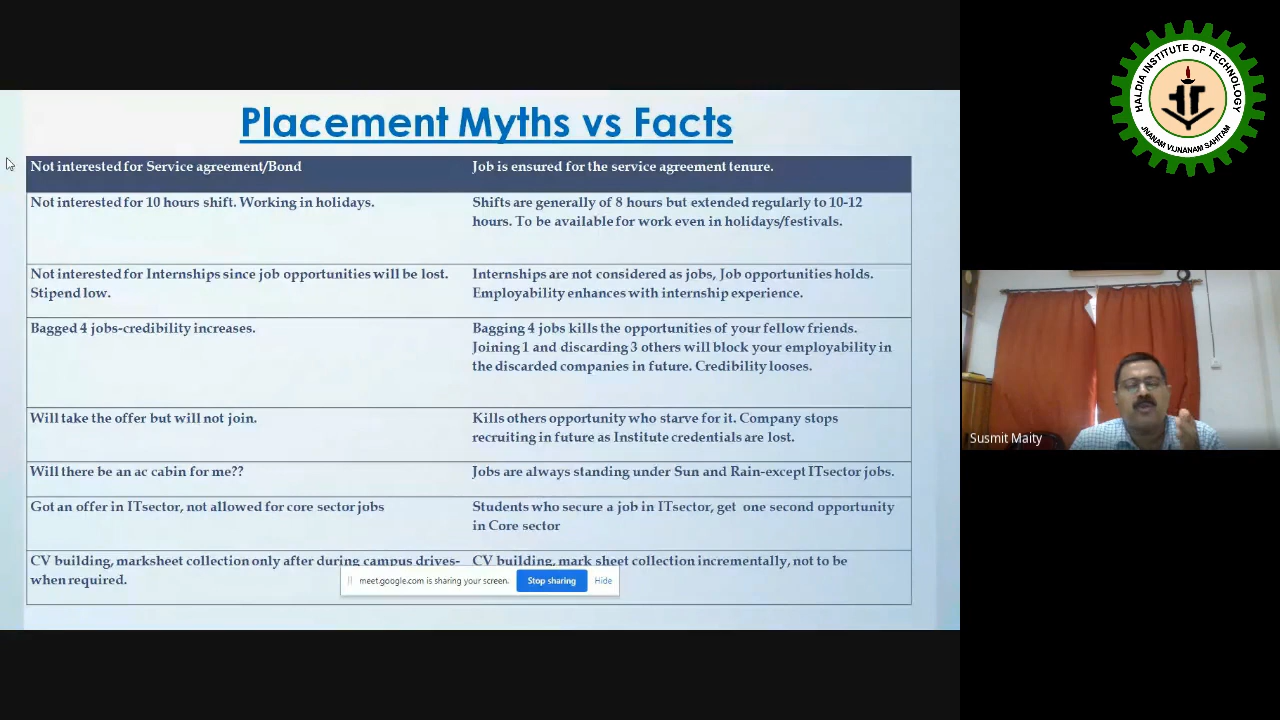 Placement Myths vs Facts
Not interested for Service agreement/Bond
Job is ensured for the service agreement tenure.
Not interested for 10 hours shift. Working in holidays.
Shifts are generally of 8 hours but extended regularly to 10-12
hours. To be available for work even in holidays/festivals.
Not interested for Internships since job opportunities will be lost.
Stipend low.
Internships are not considered as jobs, Job opportunities holds.
Employability enhances with internship experience.
Bagged 4 jobs-credibility increases.
Bagging 4 jobs kills the opportunities of your fellow friends.
Joining 1 and discarding 3 others will block your employability in
the discarded companies in future. Credibility looses.
Will take the offer but will not join.
Kills others opportunity who starve for it. Company stops
recruiting in future as Institute credentials are lost.
Will there be an ac cabin for me??
Jobs are always standing under Sun and Rain-except ITsector jobs.
Got an offer in ITsector, not allowed for core sector jobs
Students who secure a job in ITsector, get one second opportunity
in Core sector
CV building, marksheet collection only after during campus drives-
when required.
CV building, mark sheet collection incrementally, not to be
meet.google.com is sharing your screen.
Stop sharing
Hide
HALDIA INSTITUTE OF TECHNOLOGY
JNANAM VIJNANAM SAHITAM
Susmit Maity